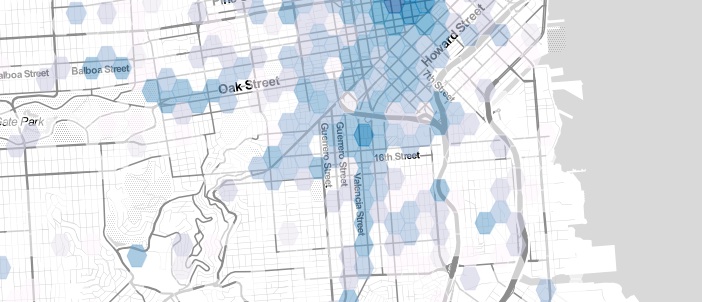 Pine
Howard Street
Balboa Street
Balboa Street
Oak Street
7th Street
Gate Park
Guerrero Street
Guerrero Street
16th Street
Valencia Street